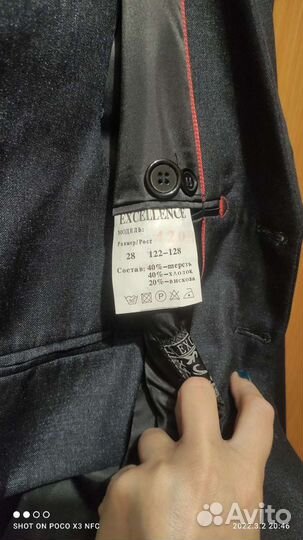 EXCELLENCE
МОДЕЛЬ:
Размер/Рост
28 122-128
Состав: 40%-шерсть
40%-хлопок
20%-вискоза
SHOT ON POCO X3 NFC
2022.3.2 20:46
Avito